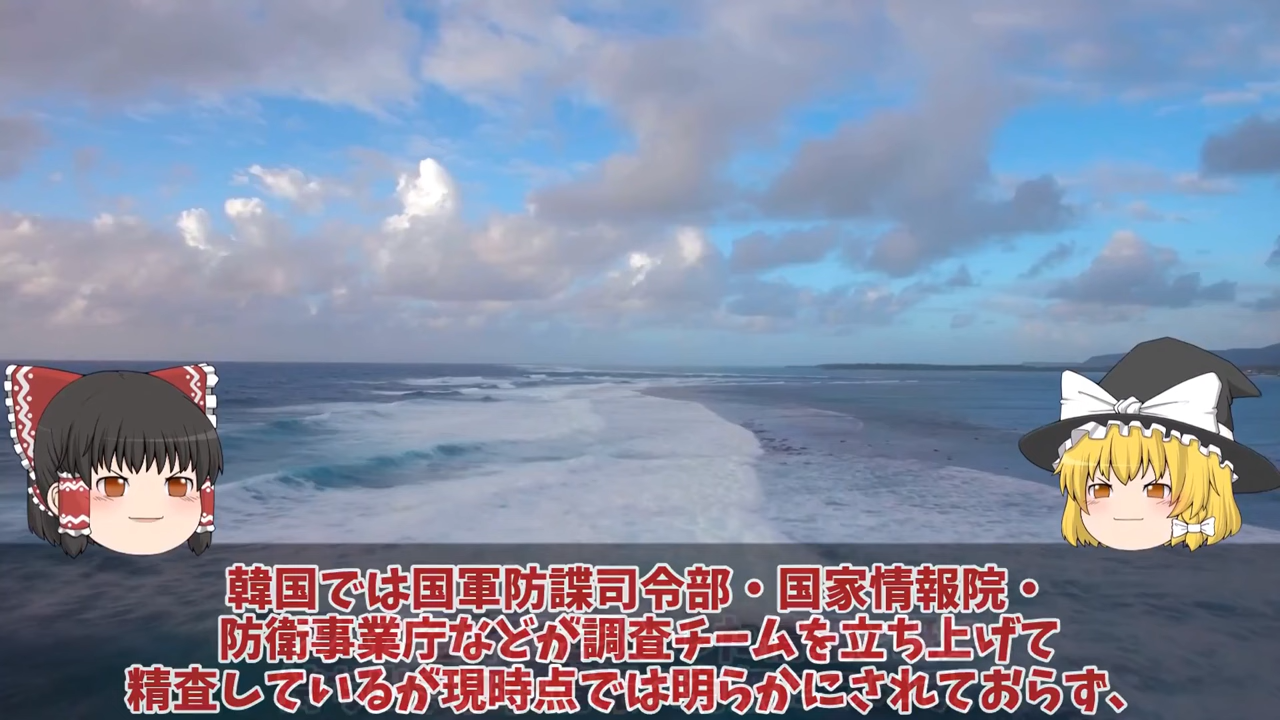 韓国では国軍防諜司令部・国家情報院・
防衛事業庁などが調査チームを立ち上げて
精査しているが現時点では明らかにされておらず、